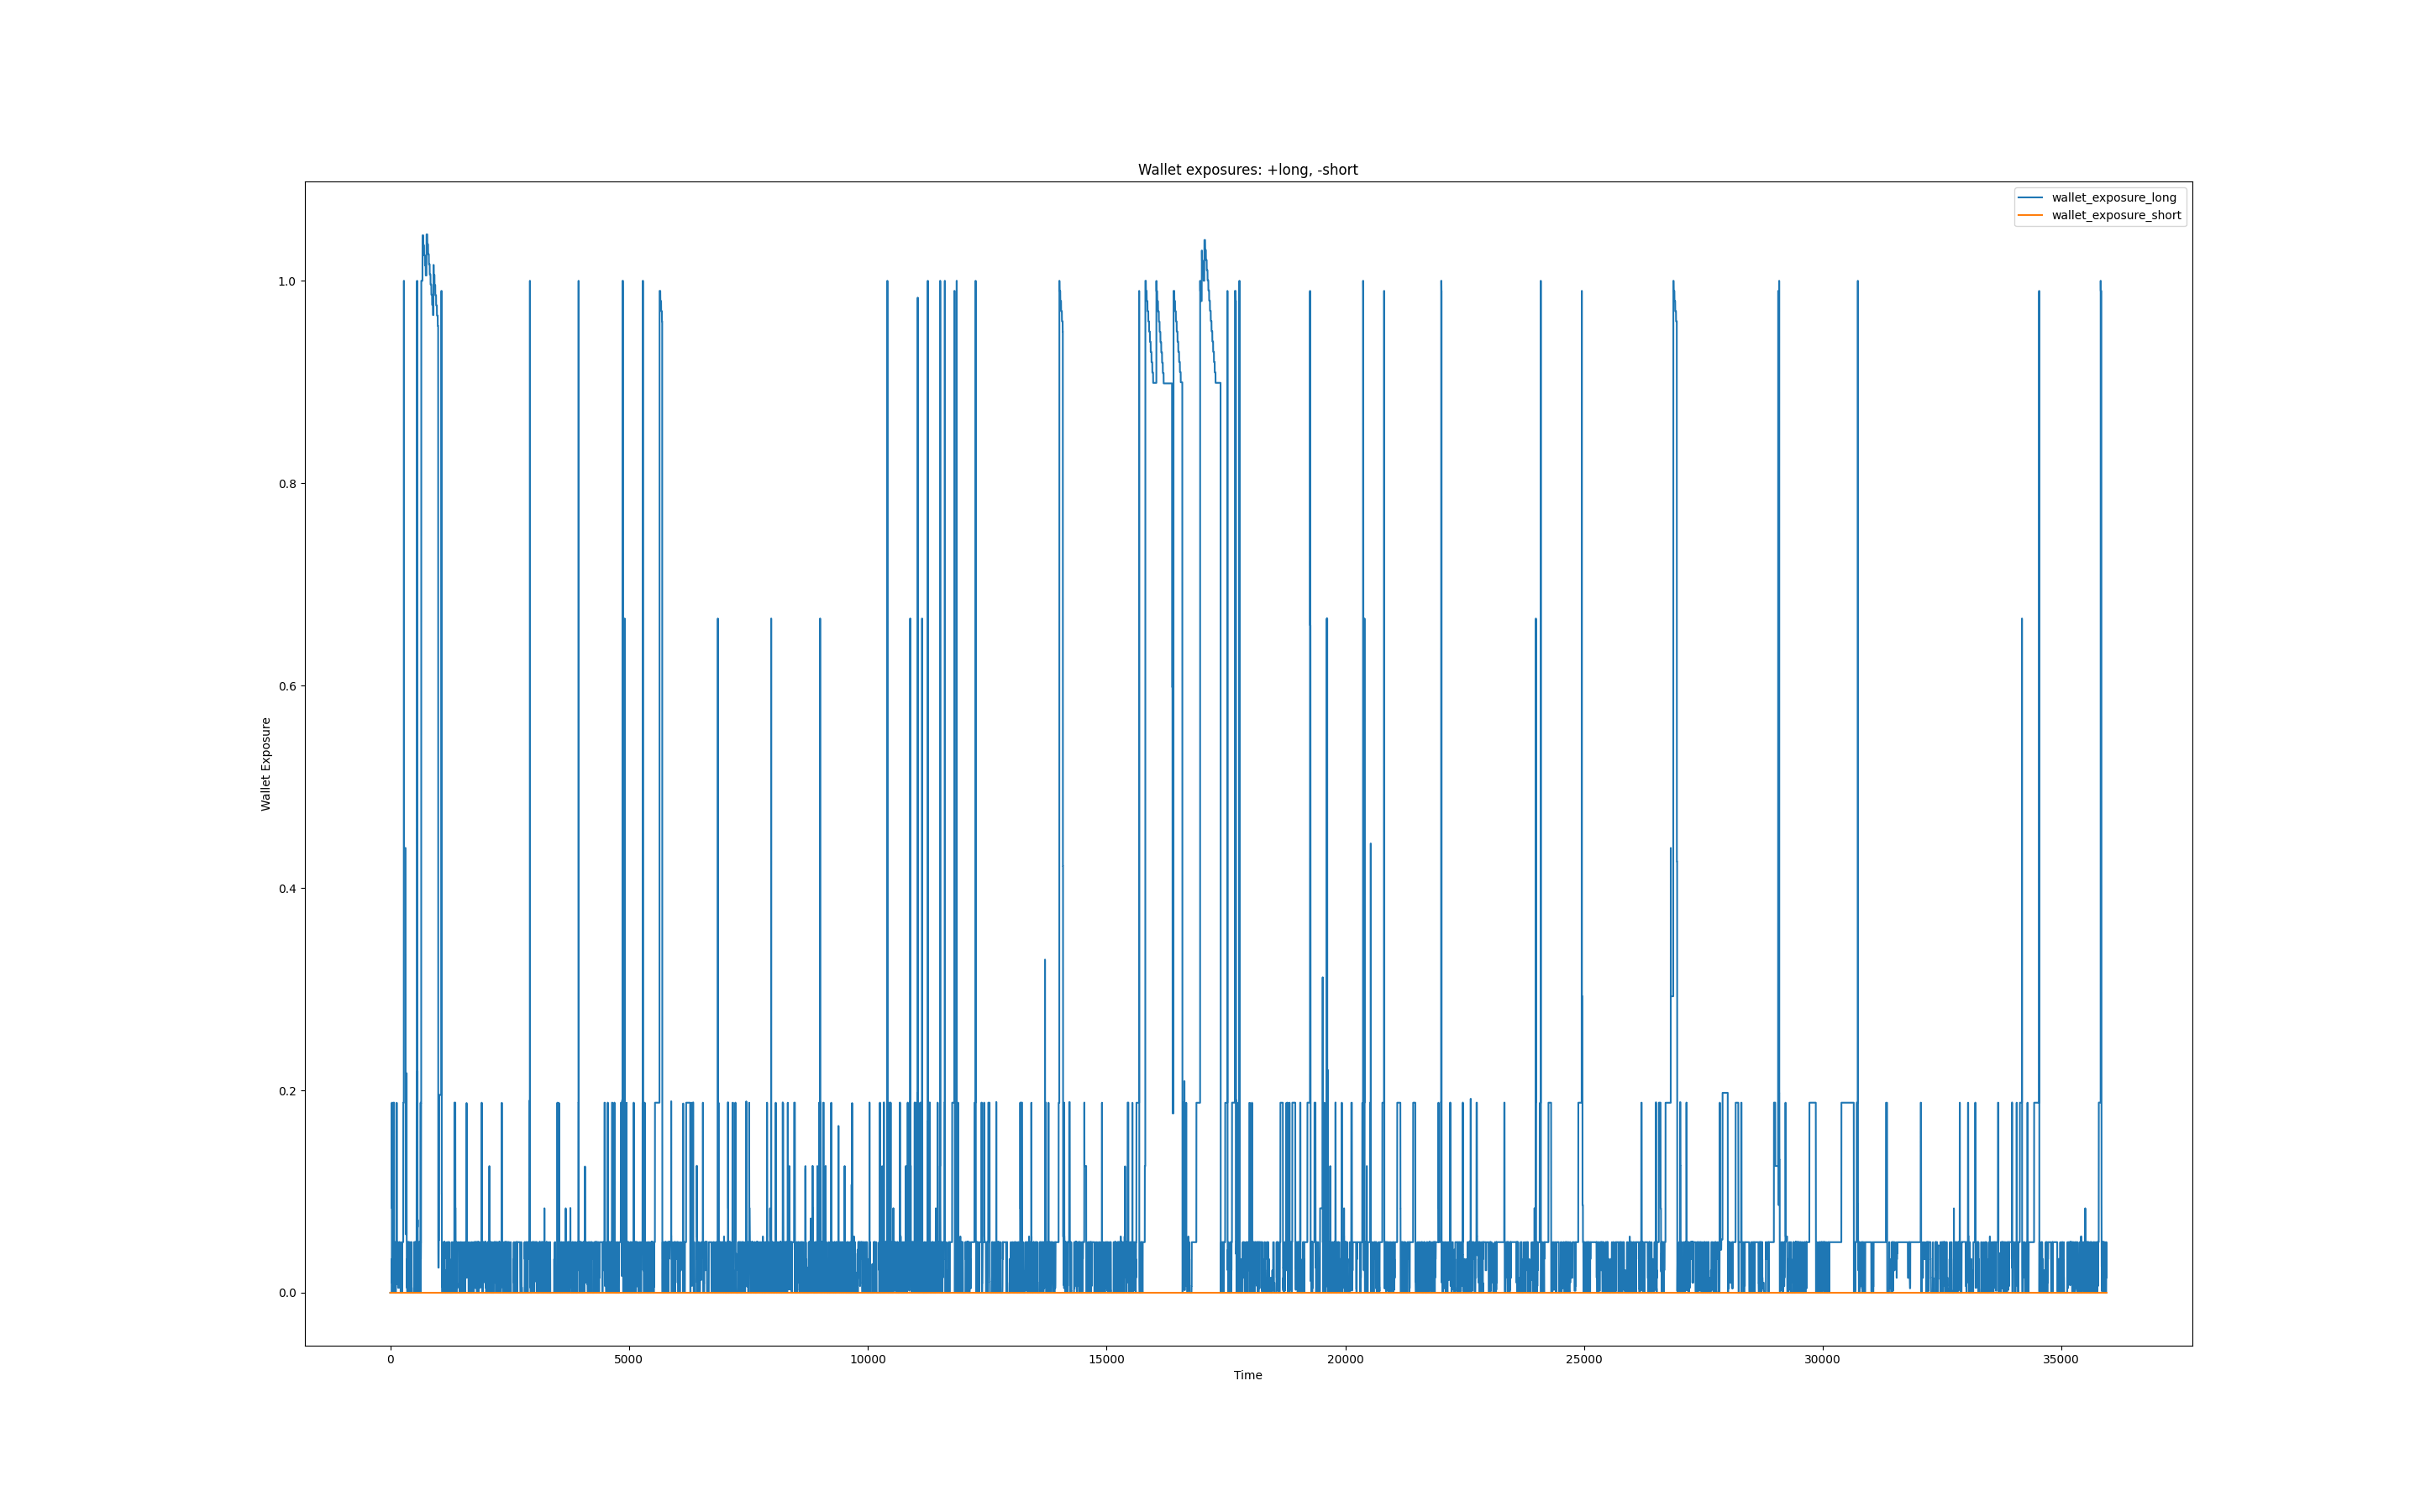 Wallet exposures: +long, -short
wallet_exposure_long
wallet_exposure_short
1.0
0.8
0.6
0.4
0.2
0.0
Wallet Exposure
0 5000 10000 15000 20000 25000 30000 35000
Time